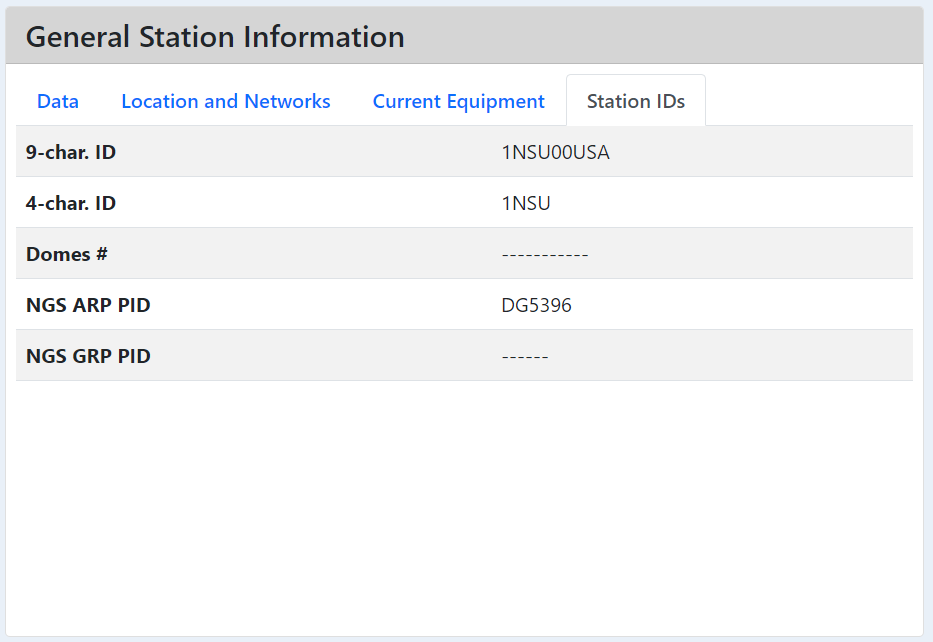 General Station Information
Data Location and Networks Current Equipment Station IDs
9-char. ID 1NSU00USA
4-char. ID 1NSU
Domes # -----------
NGS ARP PID DG5396
NGS GRP PID ------